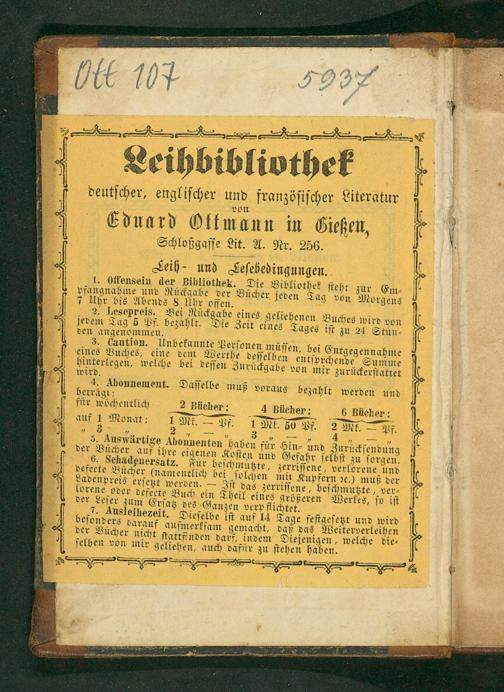 Ott 107 5937
Leihbibliothek
deutscher, englischer und französischer Literatur
von
Eduard Ottmann in Gießen,
Schloßgasse Lit. A. Nr. 256.
Leih- und Lesebedingungen.
1. Offensein der Bibliothek. Die Bibliothek steht zur Em-
pfangnahme und Rückgabe der Bücher jeden Tag von Morgens
7 Uhr bis Abends 8 Uhr offen.
2. Lesepreis. Bei Rückgabe eines geliehenen Buches wird von
jedem Tag 5 Pf. bezahlt. Die Zeit eines Tages ist zu 24 Stun-
den angenommen.
3. Caution. Unbekannte Personen müssen, bei Entgegennahme
eines Buches, eine dem Werthe desselben entsprchende Summe
hinterlegen, welche bei dessen Zurückgabe von mir zurückerstattet
wird.
4. Abonnement. Dasselbe muß voraus bezahlt werden und
beträgt:
für wöchentlich 2 Bücher: 4 Bücher: 6 Bücher:
auf 1 Monat: 1 Mk. — Pf. 1 Mk. 50 Pf. 2 Mk. — Pf.
„ 3 „ 2 „ — „ 3 „ — „ 4 „ — „
5. Auswärtige Abonnenten haben für Hin- und Zurücksendung
der Bücher auf ihre eigenen Kosten und Gefahr selbst zu sorgen.
6. Schadenersatz. Für beschmutzte, zerrissene, verlorene und
defecte Bücher (namentlich bei solchen mit Kupfern ꝛc.) muß der
Ladenpreis ersetzt werden. — Ist das zerrissene, beschmutzte, ver-
lorene oder defecte Buch ein Theil eines größeren Werkes, so ist
der Leser zum Ersatz des Ganzen verpflichtet.
7. Ausleihezeit. Dieselbe ist auf 14 Tage festgesetzt und wird
besonders darauf aufmerksam gemacht, daß das Weiterverleihen
der Bücher nicht stattfinden darf, indem Diejenigen, welche die-
selben von mir geliehen, auch dafür zu stehen haben.